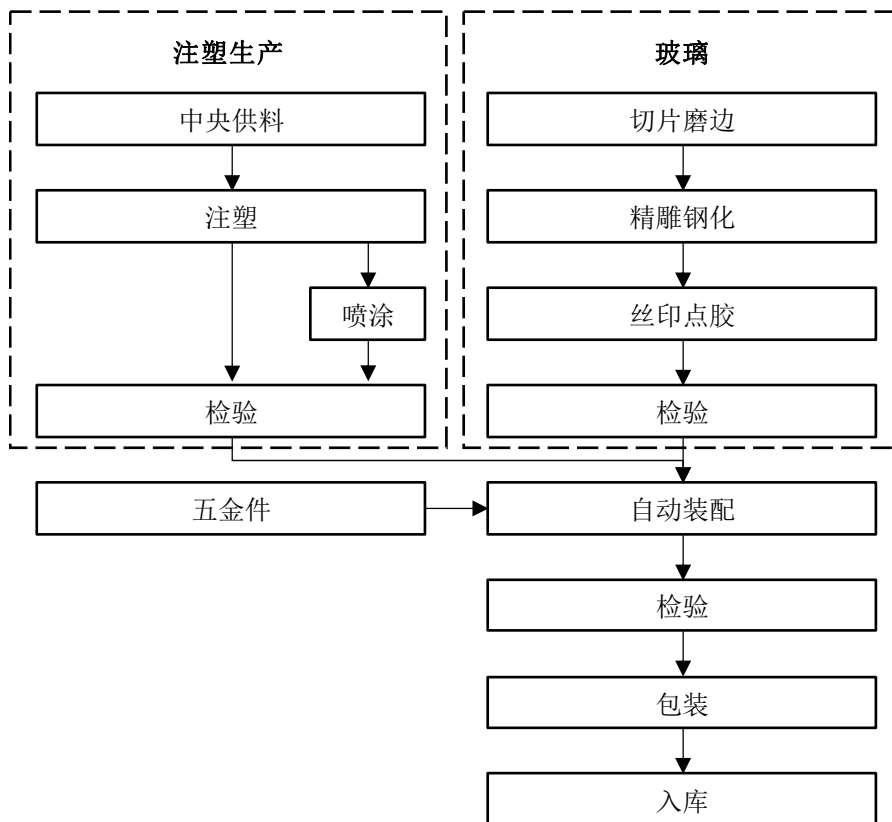 注塑生产
中央供料
注塑
喷涂
检验
玻璃
切片磨边
精雕钢化
丝印点胶
检验
五金件
自动装配
检验
包装
入库